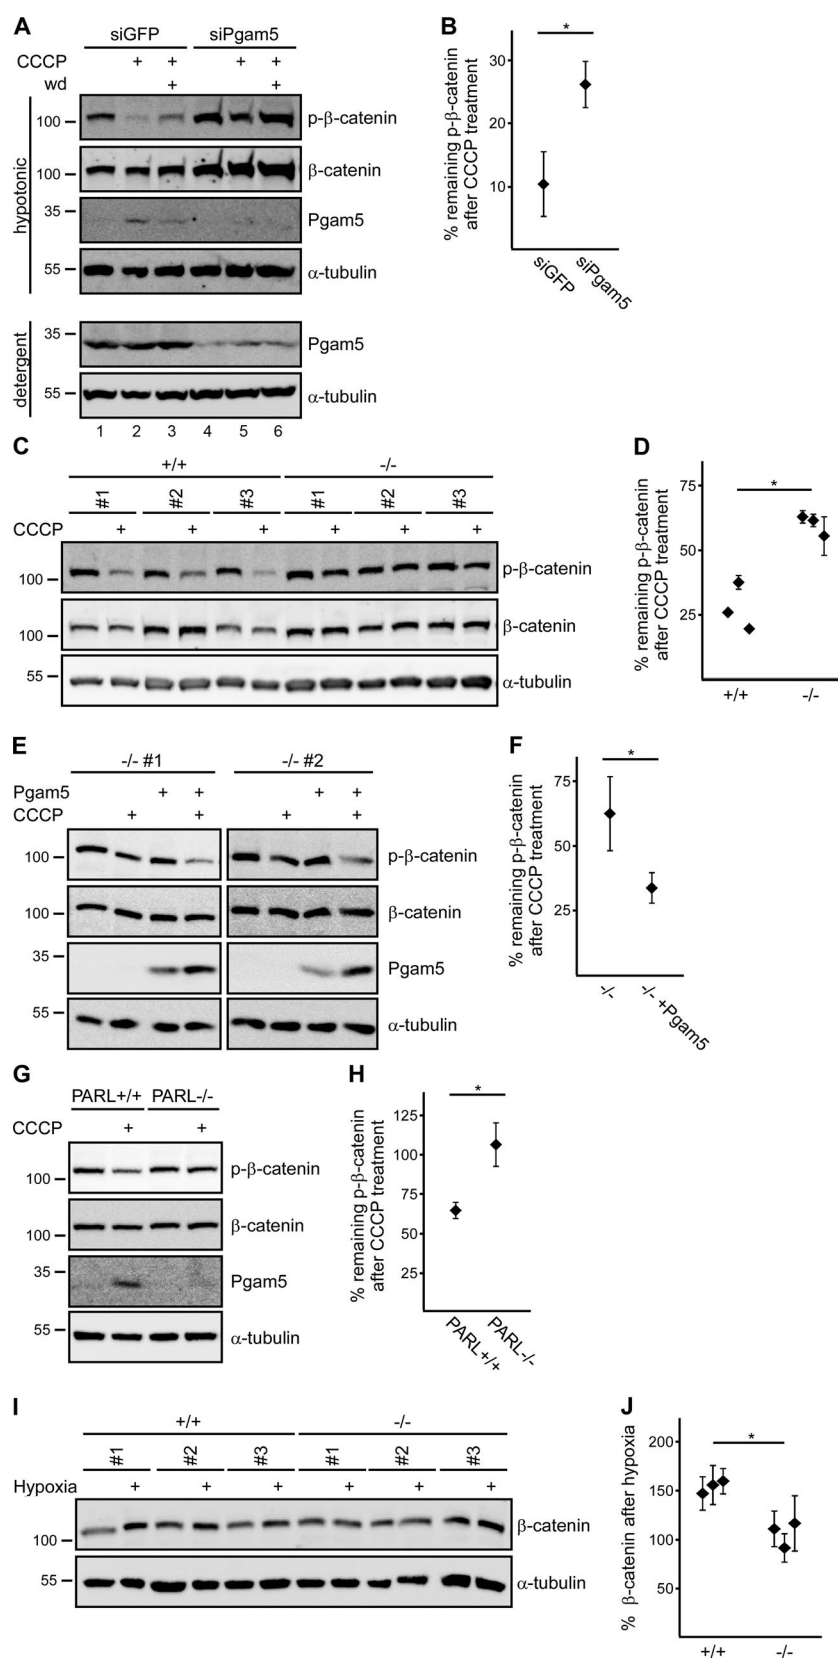 A
siGFP siPgam5
CCCP + + + +
wd + +
hypotonic
100 p-β-catenin
100 β-catenin
35 Pgam5
55 α-tubulin
detergent
35 Pgam5
55 α-tubulin
1 2 3 4 5 6
B
% remaining p-β-catenin
after CCCP treatment
*
30
20
10
siGFP siPgam5
C
+/+ -/-
#1 #2 #3 #1 #2 #3
CCCP + + + + + +
100 p-β-catenin
100 β-catenin
55 α-tubulin
D
% remaining p-β-catenin
after CCCP treatment
*
75
50
25
+/+ -/-
E
-/- #1 -/- #2
Pgam5 + + + +
CCCP + + + +
100 p-β-catenin
100 β-catenin
35 Pgam5
55 α-tubulin
F
% remaining p-β-catenin
after CCCP treatment
*
75
50
25
-/- -/- +Pgam5
G
PARL+/+ PARL-/-
CCCP + +
100 p-β-catenin
100 β-catenin
35 Pgam5
55 α-tubulin
H
% remaining p-β-catenin
after CCCP treatment
*
125
100
75
50
25
PARL+/+ PARL-/-
I
+/+ -/-
#1 #2 #3 #1 #2 #3
Hypoxia + + + + + +
100 β-catenin
55 α-tubulin
J
% β-catenin after hypoxia
*
200
150
100
50
+/+ -/-